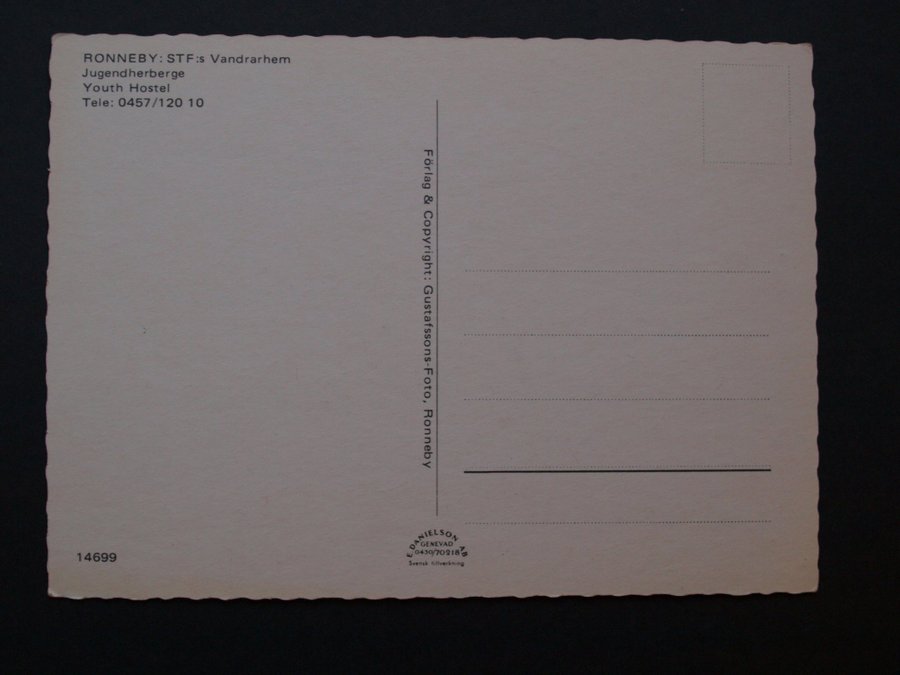 RONNEBY: STF:s Vandrarhem
Jugendherberge
Youth Hostel
Tele: 0457/120 10
Förlag & Copyright: Gustafssons-Foto, Ronneby
14699
E. DANIELSON AB
GENEVAD
0430/70218
Svensk tillverkning